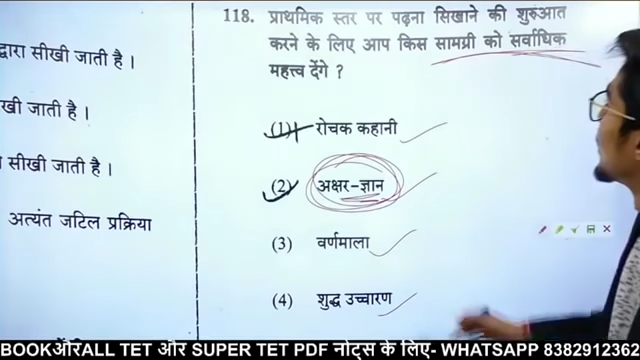 द्वारा सीखी जाती है ।
खी जाती है ।
सीखी जाती है ।
अत्यंत जटिल प्रक्रिया
118. प्राथमिक स्तर पर पढ़ना सिखाने की शुरुआत
करने के लिए आप किस सामग्री को सर्वाधिक
महत्त्व देंगे ?
(1) रोचक कहानी
(2) अक्षर-ज्ञान
(3) वर्णमाला
(4) शुद्ध उच्चारण
BOOKऔरALL TET और SUPER TET PDF नोट्स के लिए- WHATSAPP 8382912362